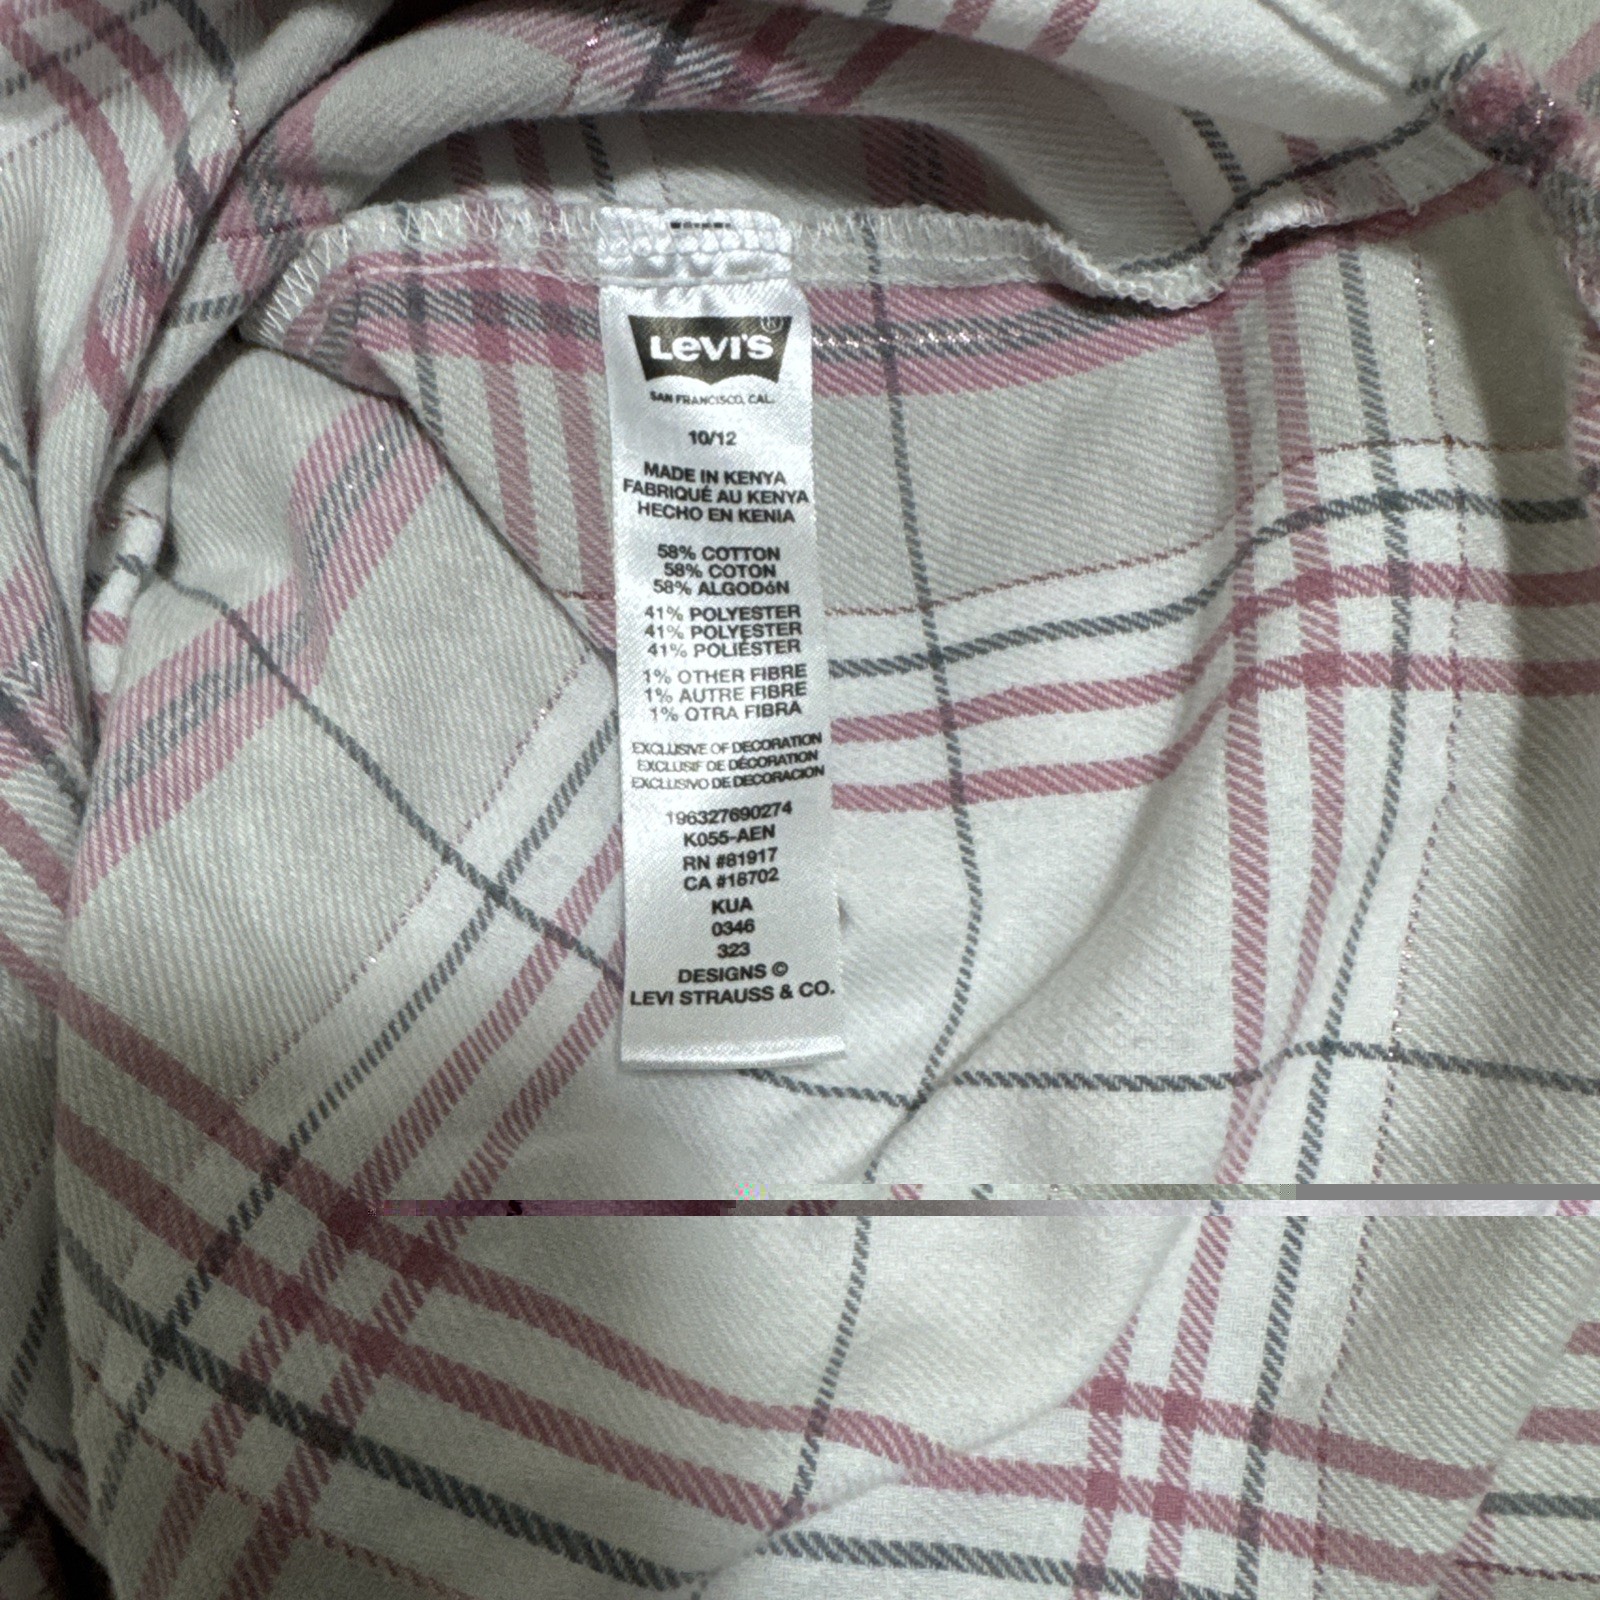 Levi's ®
SAN FRANCISCO, CAL.
10/12
MADE IN KENYA
FABRIQUÉ AU KENYA
HECHO EN KENIA
58% COTTON
58% COTON
58% ALGODóN
41% POLYESTER
41% POLYESTER
41% POLIÉSTER
1% OTHER FIBRE
1% AUTRE FIBRE
1% OTRA FIBRA
EXCLUSIVE OF DECORATION
EXCLUSIF DE DÉCORATION
EXCLUSIVO DE DECORACION
196327690274
K055-AEN
RN #81917
CA #18702
KUA
0346
323
DESIGNS ©
LEVI STRAUSS & CO.